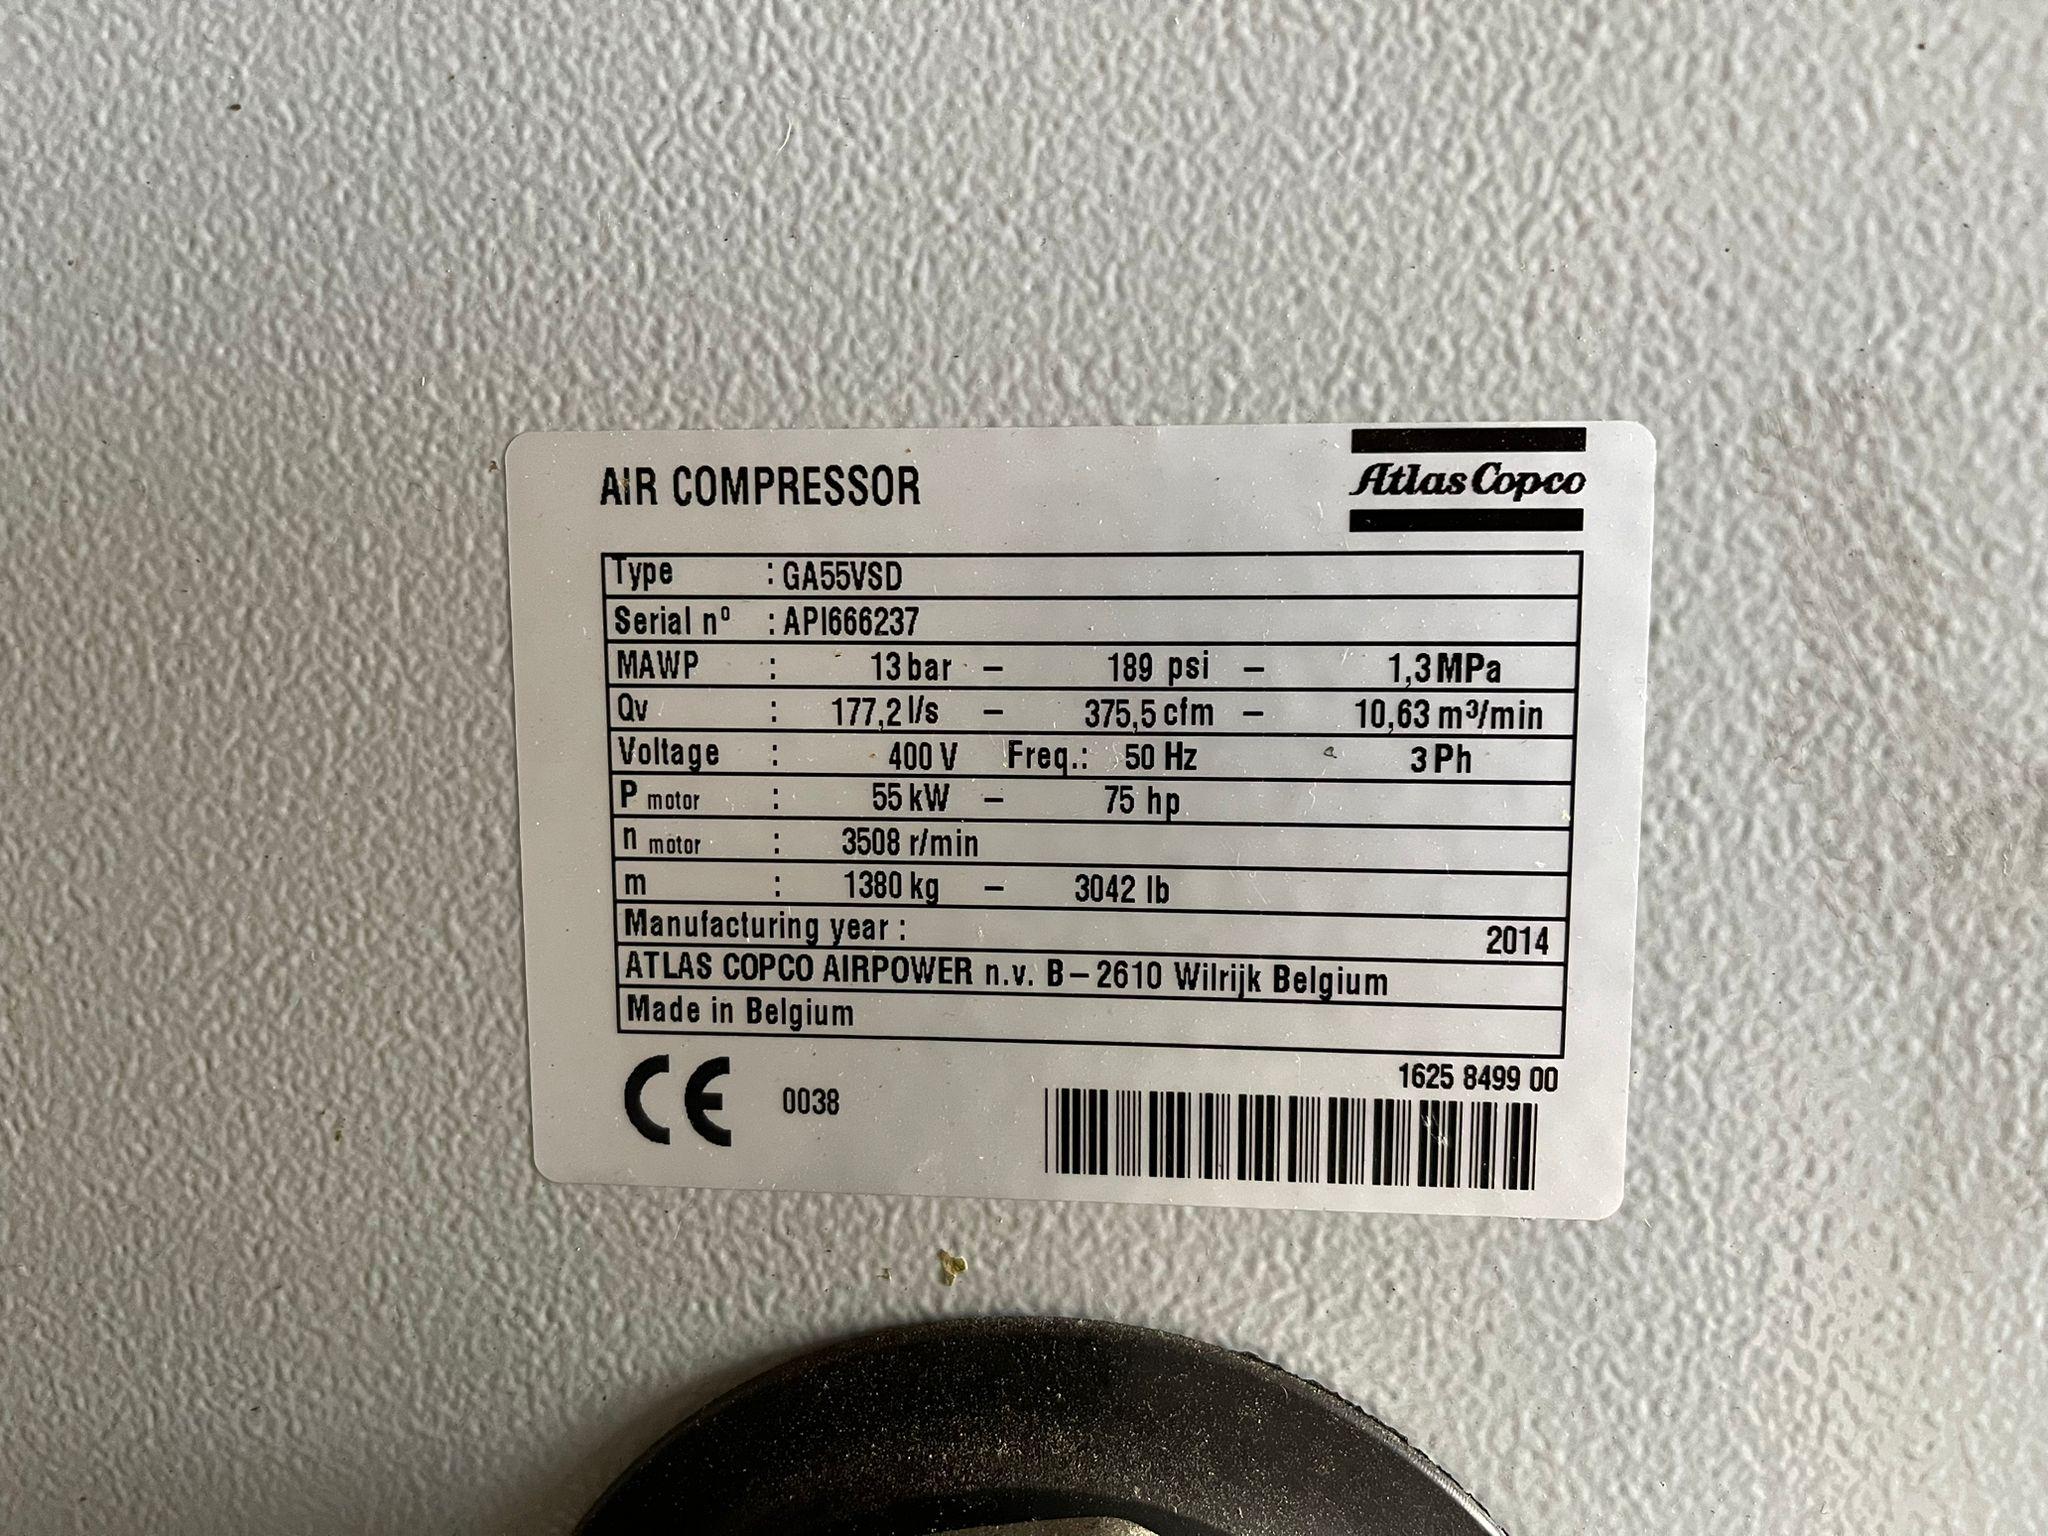 AIR COMPRESSOR
Atlas Copco
Type : GA55VSD
Serial nº : API666237
MAWP : 13 bar – 189 psi – 1,3 MPa
Qv : 177,2 l/s – 375,5 cfm – 10,63 m³/min
Voltage : 400 V Freq.: 50 Hz 3 Ph
P motor : 55 kW – 75 hp
n motor : 3508 r/min
m : 1380 kg – 3042 lb
Manufacturing year : 2014
ATLAS COPCO AIRPOWER n.v. B–2610 Wilrijk Belgium
Made in Belgium
1625 8499 00
CE 0038